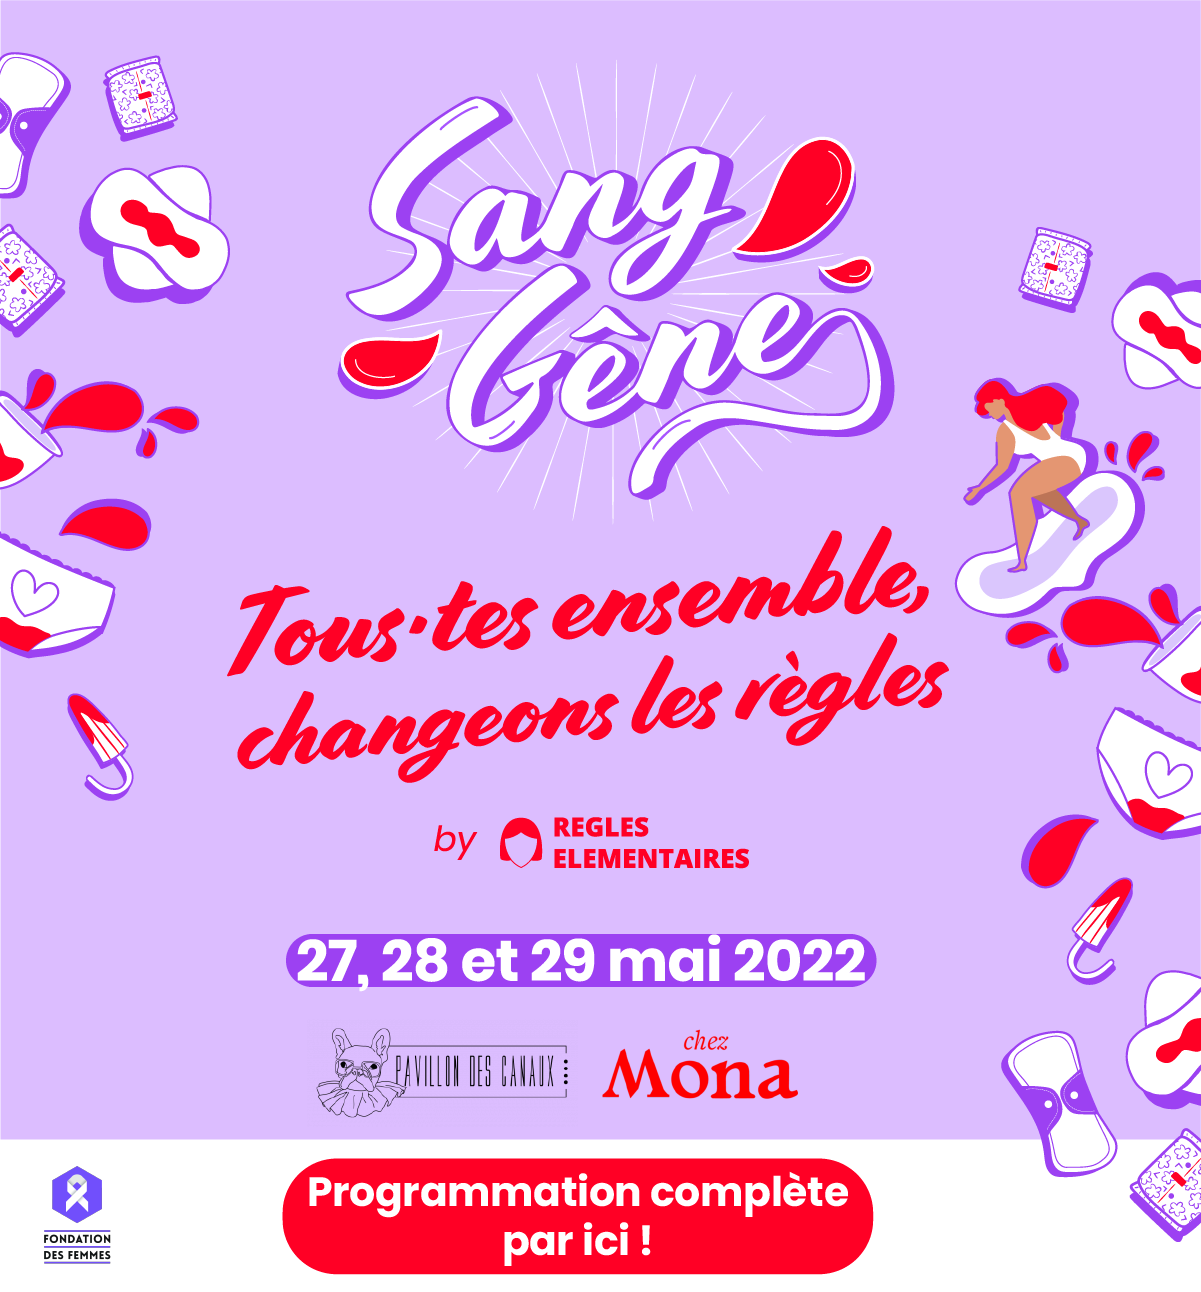 Sang
Gêne
Tous·tes ensemble,
changeons les règles
by REGLES
ELEMENTAIRES
27, 28 et 29 mai 2022
PAVILLON DES CANAUX
chez
Mona
FONDATION
DES FEMMES
Programmation complète
par ici !